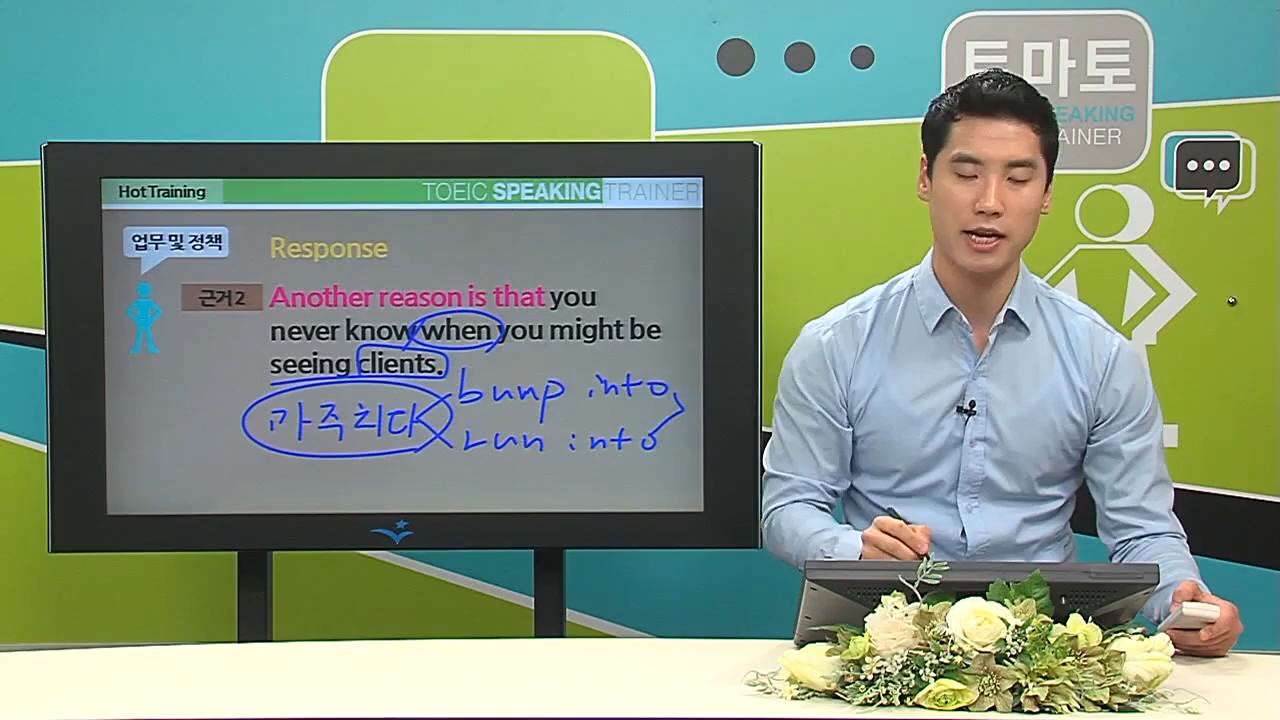 토마토
EAKING
AINER
Hot Training
TOEIC SPEAKING TRAINER
업무 및 정책
Response
근거 2
Another reason is that you
never know when you might be
seeing clients.
마주치다
bump into
run into